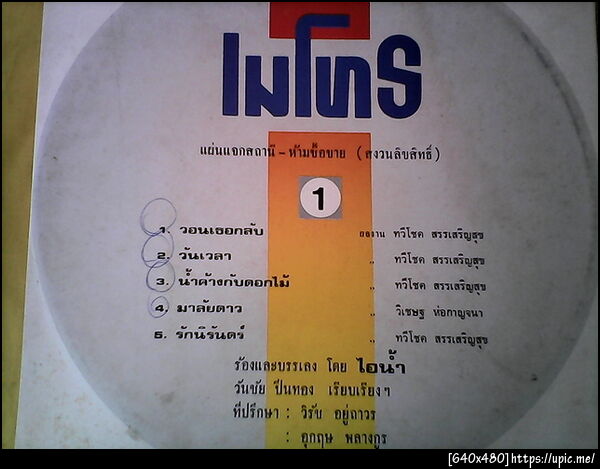 เมโทร
แผ่นแจกสถานี - ห้ามซื้อขาย (สงวนลิขสิทธิ์)
1
1. วอนเธอกลับ ผลงาน ทวีโชค สรรเสริญสุข
2. วันเวลา ,, ทวีโชค สรรเสริญสุข
3. น้ำค้างกับดอกไม้ ,, ทวีโชค สรรเสริญสุข
4. มาลัยดาว ,, วิเชษฐ ห่อกาญจนา
5. รักนิรันดร์ ,, ทวีโชค สรรเสริญสุข
ร้องและบรรเลง โดย ไอน้ำ
วันชัย ปึนทอง เรียบเรียงฯ
ที่ปรึกษา : วิรัช อยู่ถาวร
: อุกฤษ พลางกูร
[640x480]https://upic.me/